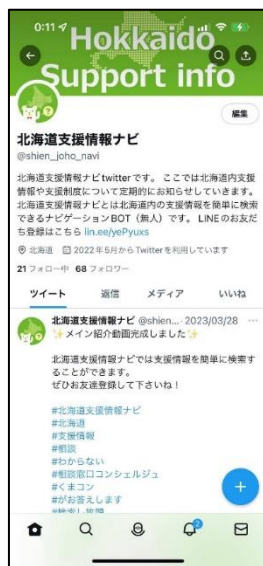 0:11
Hokkaido
Support info
編集
北海道支援情報ナビ
@shien_joho_navi
北海道支援情報ナビtwitterです。 ここでは北海道内支援
情報や支援制度について定期的にお知らせしていきます。
北海道支援情報ナビとは北海道内の支援情報を簡単に検索
できるナビゲーションBOT（無人）です。 LINEのお友だ
ち登録はこちら lin.ee/yePyuxs
北海道 2022年5月からTwitterを利用しています
21 フォロー中 68 フォロワー
ツイート 返信 メディア いいね
北海道支援情報ナビ @shien... · 2023/03/28 ...
✨メイン紹介動画完成しました✨
北海道支援情報ナビでは支援情報を簡単に検索す
ることができます。
ぜひお友達登録して下さいね！
#北海道支援情報ナビ
#北海道
#支援情報
#相談
#わからない
#相談窓口コンシェルジュ
#くまコン
#がお答えします
#検索し放題
2